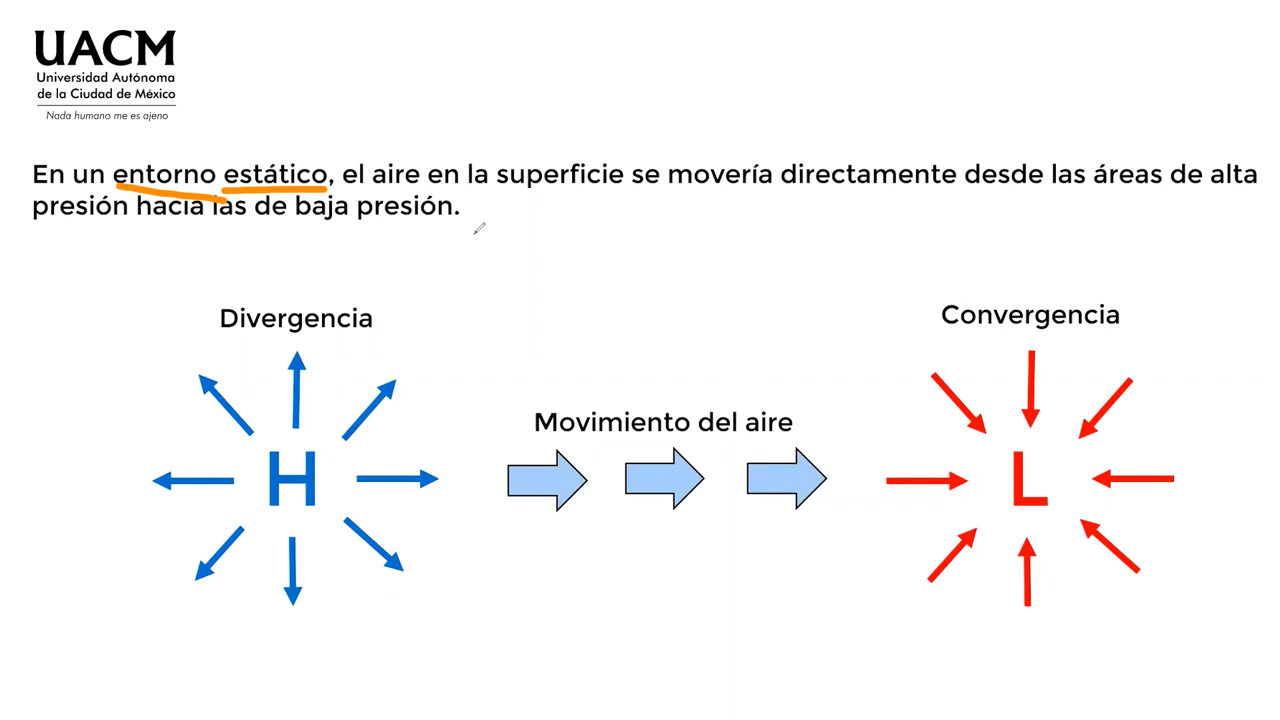 UACM
Universidad Autónoma
de la Ciudad de México
Nada humano me es ajeno
En un entorno estático, el aire en la superficie se movería directamente desde las áreas de alta
presión hacia las de baja presión.
Divergencia
Convergencia
Movimiento del aire
H
L